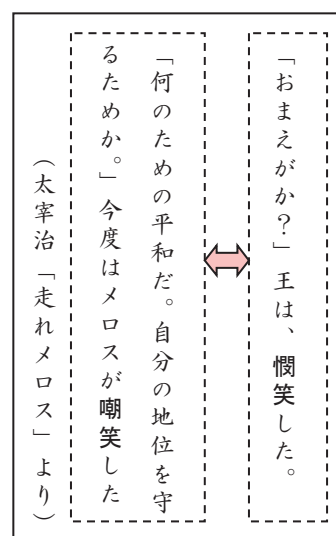 「おまえがか?」王は、憫笑した。
「何のための平和だ。自分の地位を守
るためか。」今度はメロスが嘲笑した
(太宰治「走れメロス」より)